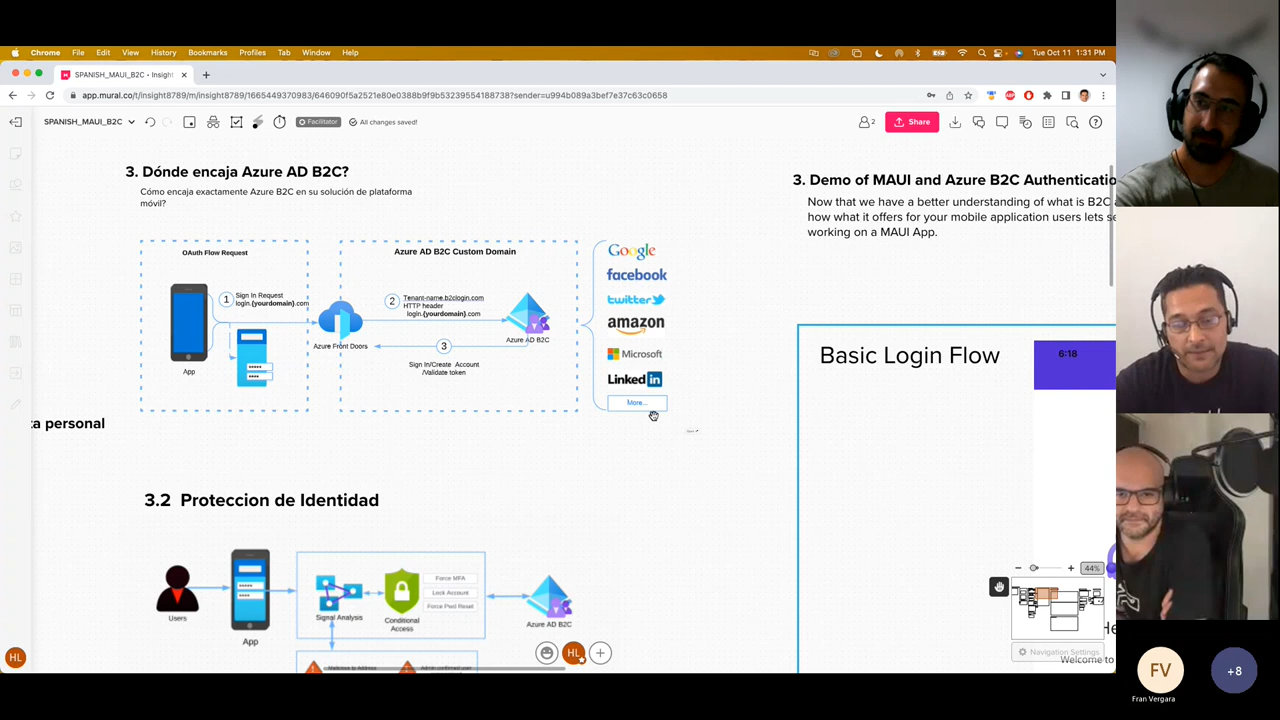 Chrome File Edit View History Bookmarks Profiles Tab Window Help
Tue Oct 11 1:31 PM
SPANISH_MAUI_B2C • Insight
app.mural.co/t/insight8789/m/insight8789/1665449370983/646090f5a2521e80e0388b9f9b53239554188738?sender=u994b089a3bef7e37c63c0658
SPANISH_MAUI_B2C
Facilitator
All changes saved!
2
Share
3. Dónde encaja Azure AD B2C?
Cómo encaja exactamente Azure B2C en su solución de plataforma
móvil?
OAuth Flow Request
1
Sign In Request
login.{yourdomain}.com
App
Azure Front Doors
Azure AD B2C Custom Domain
2
Tenant-name.b2clogin.com
HTTP header
login.{yourdomain}.com
3
Sign In/Create Account
/Validate token
Azure AD B2C
Google
facebook
twitter
amazon
Microsoft
Linked in
More...
ta personal
3.2 Proteccion de Identidad
Users
App
Signal Analysis
Conditional
Access
Force MFA
Lock Account
Force Pwd Reset
Azure AD B2C
3. Demo of MAUI and Azure B2C Authenticatio
Now that we have a better understanding of what is B2C a
how what it offers for your mobile application users lets s
working on a MAUI App.
Basic Login Flow
6:18
44%
He
Welcome to
Navigation Settings
HL
HL
FV
Fran Vergara
+8